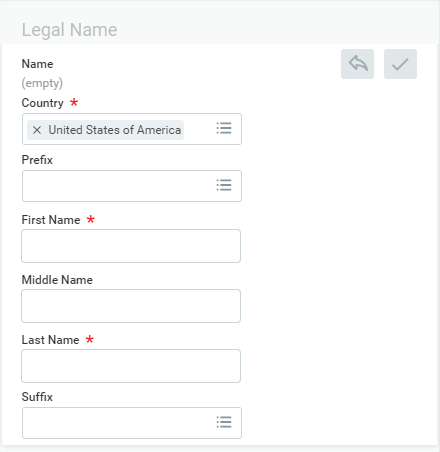 Legal Name
Name
(empty)
Country *
× United States of America
Prefix
First Name *
Middle Name
Last Name *
Suffix